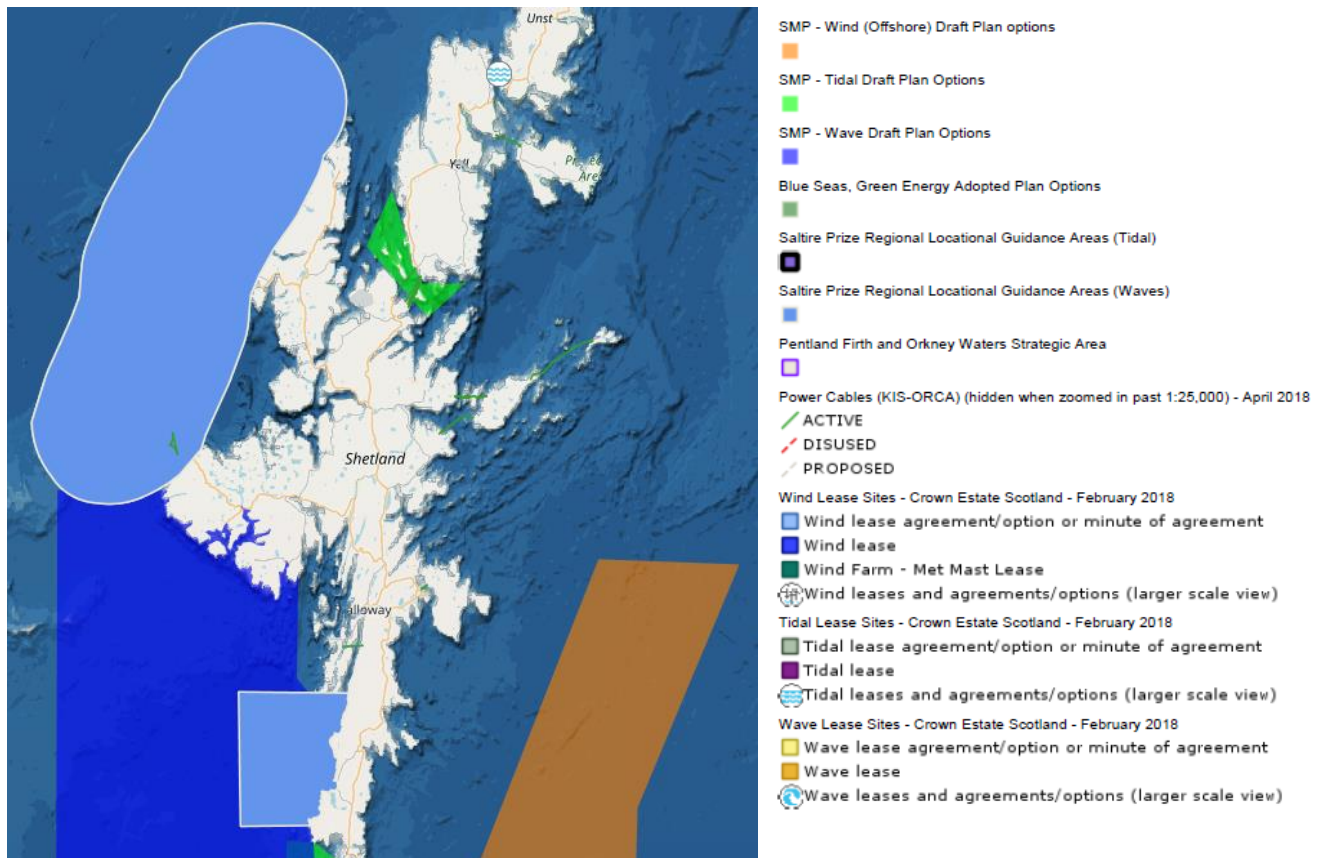 Unst
Yell
Shetland
alloway
SMP - Wind (Offshore) Draft Plan options
SMP - Tidal Draft Plan Options
SMP - Wave Draft Plan Options
Blue Seas, Green Energy Adopted Plan Options
Saltire Prize Regional Locational Guidance Areas (Tidal)
Saltire Prize Regional Locational Guidance Areas (Waves)
Pentland Firth and Orkney Waters Strategic Area
Power Cables (KIS-ORCA) (hidden when zoomed in past 1:25,000) - April 2018
ACTIVE
DISUSED
PROPOSED
Wind Lease Sites - Crown Estate Scotland - February 2018
Wind lease agreement/option or minute of agreement
Wind lease
Wind Farm - Met Mast Lease
Wind leases and agreements/options (larger scale view)
Tidal Lease Sites - Crown Estate Scotland - February 2018
Tidal lease agreement/option or minute of agreement
Tidal lease
Tidal leases and agreements/options (larger scale view)
Wave Lease Sites - Crown Estate Scotland - February 2018
Wave lease agreement/option or minute of agreement
Wave lease
Wave leases and agreements/options (larger scale view)